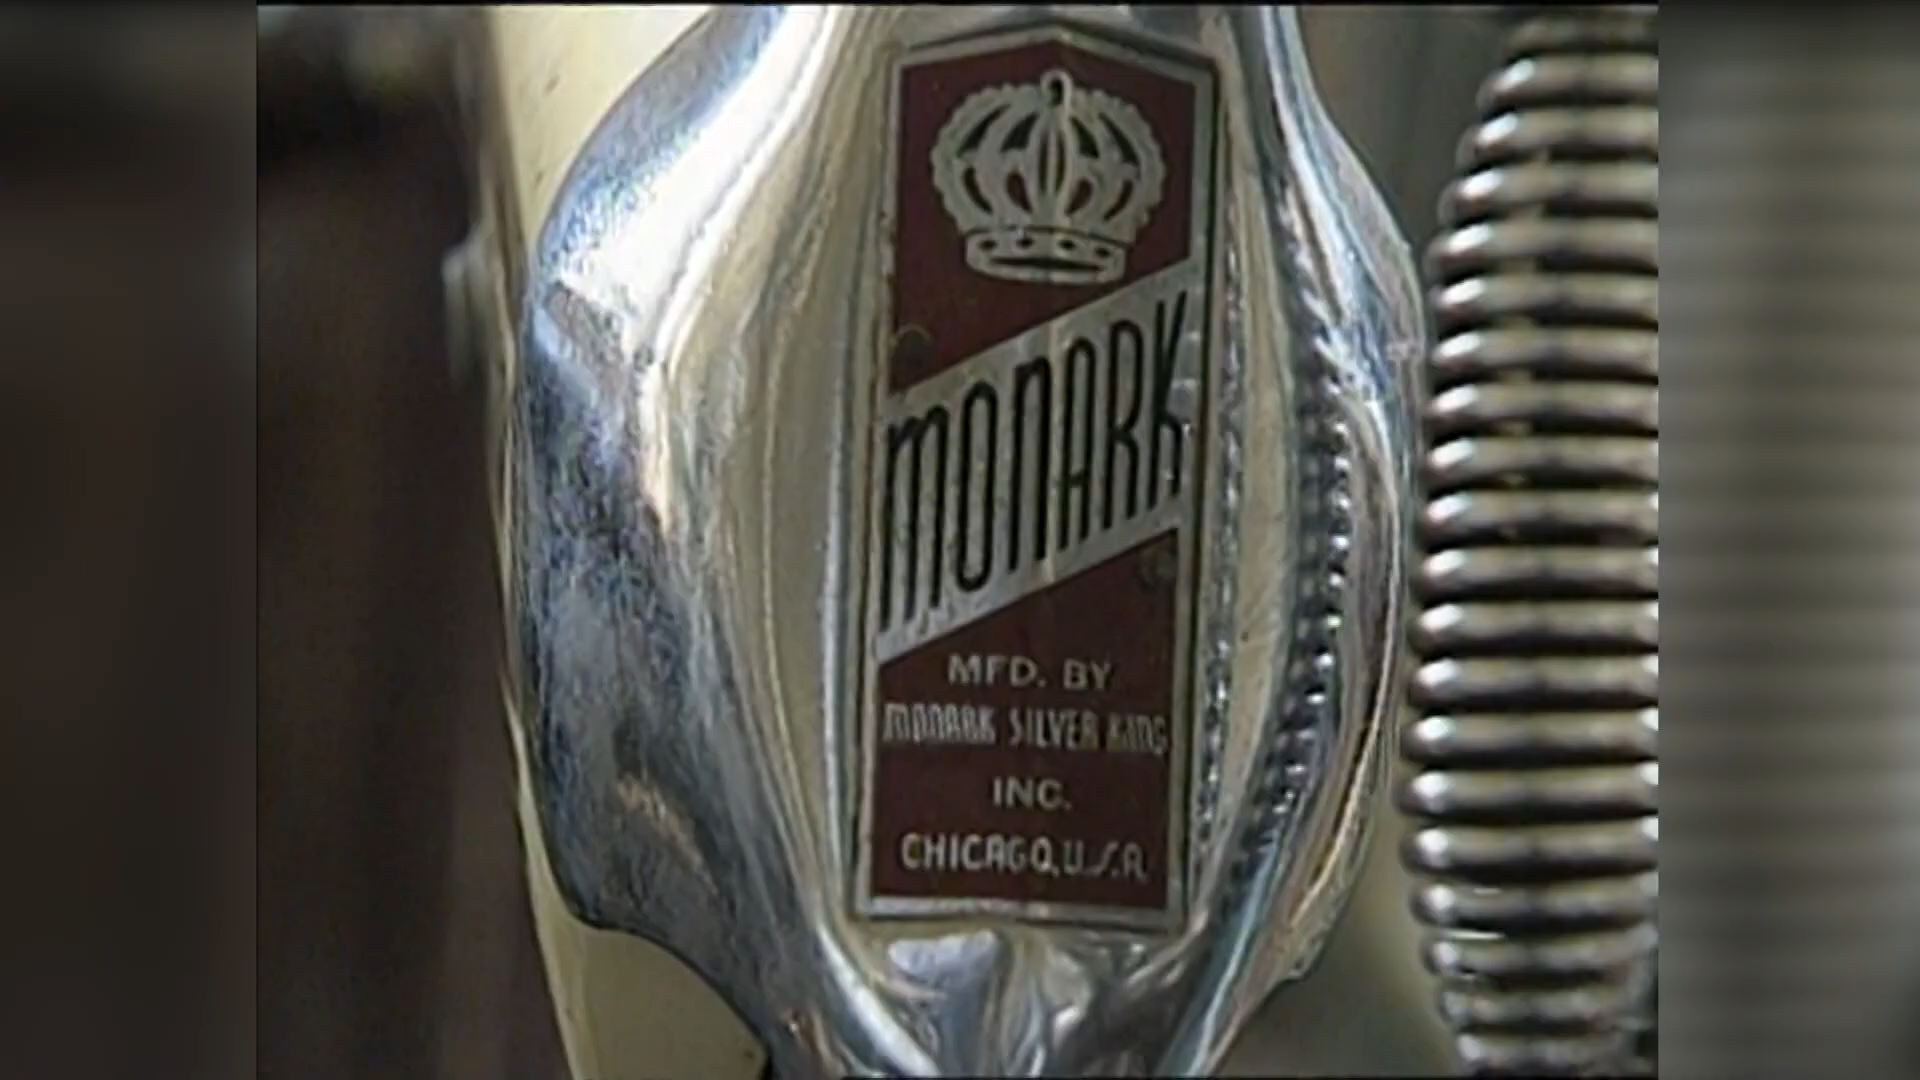 MONARK
MFD. BY
MONARK SILVER KING
INC.
CHICAGO, U.S.A.